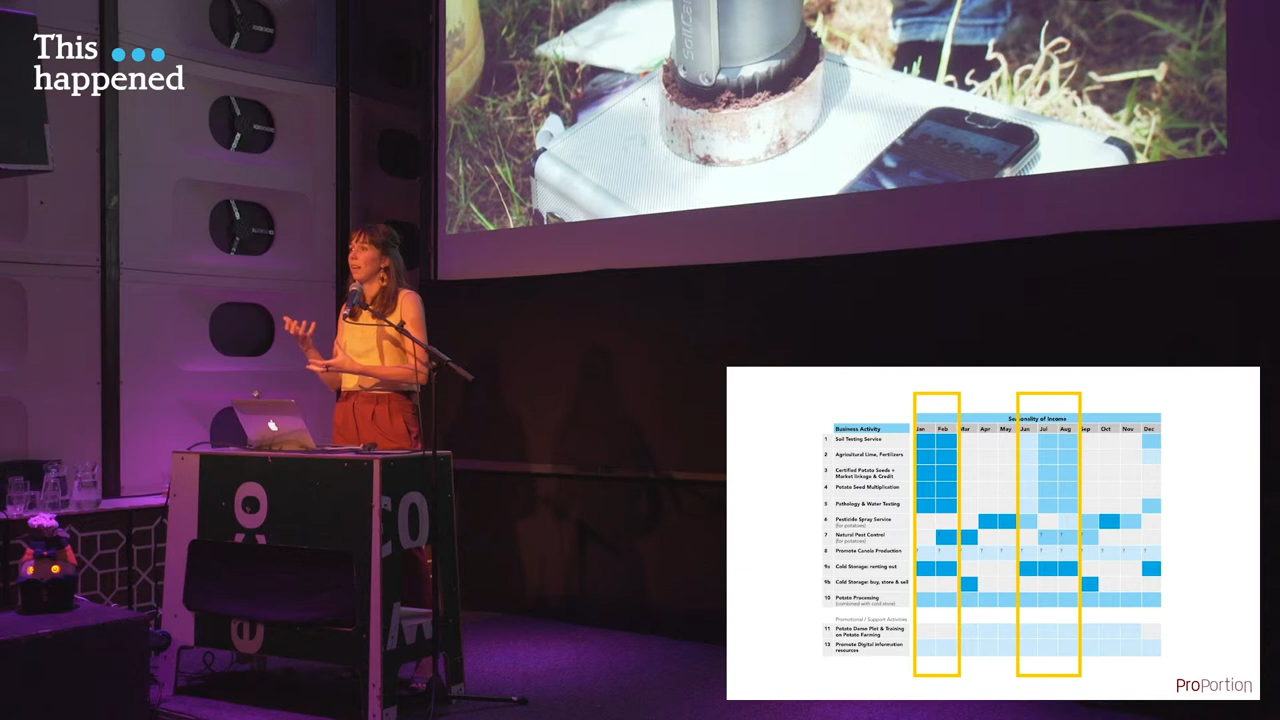 This
happened
SoilCares
Seasonality of Income
Business Activity Jan Feb Mar Apr May Jun Jul Aug Sep Oct Nov Dec
1 Soil Testing Service
2 Agricultural Lime, Fertilizers
3 Certified Potato Seeds +
Market linkage & Credit
4 Potato Seed Multiplication
5 Pathology & Water Testing
6 Pesticide Spray Service
(for potatoes)
7 Natural Pest Control
(for potatoes)
8 Promote Canola Production
9a Cold Storage: renting out
9b Cold Storage: buy, store & sell
10 Potato Processing
(combined with cold store)
Promotional / Support Activities
11 Potato Demo Plot & Training
on Potato Farming
13 Promote Digital information
resources
ProPortion